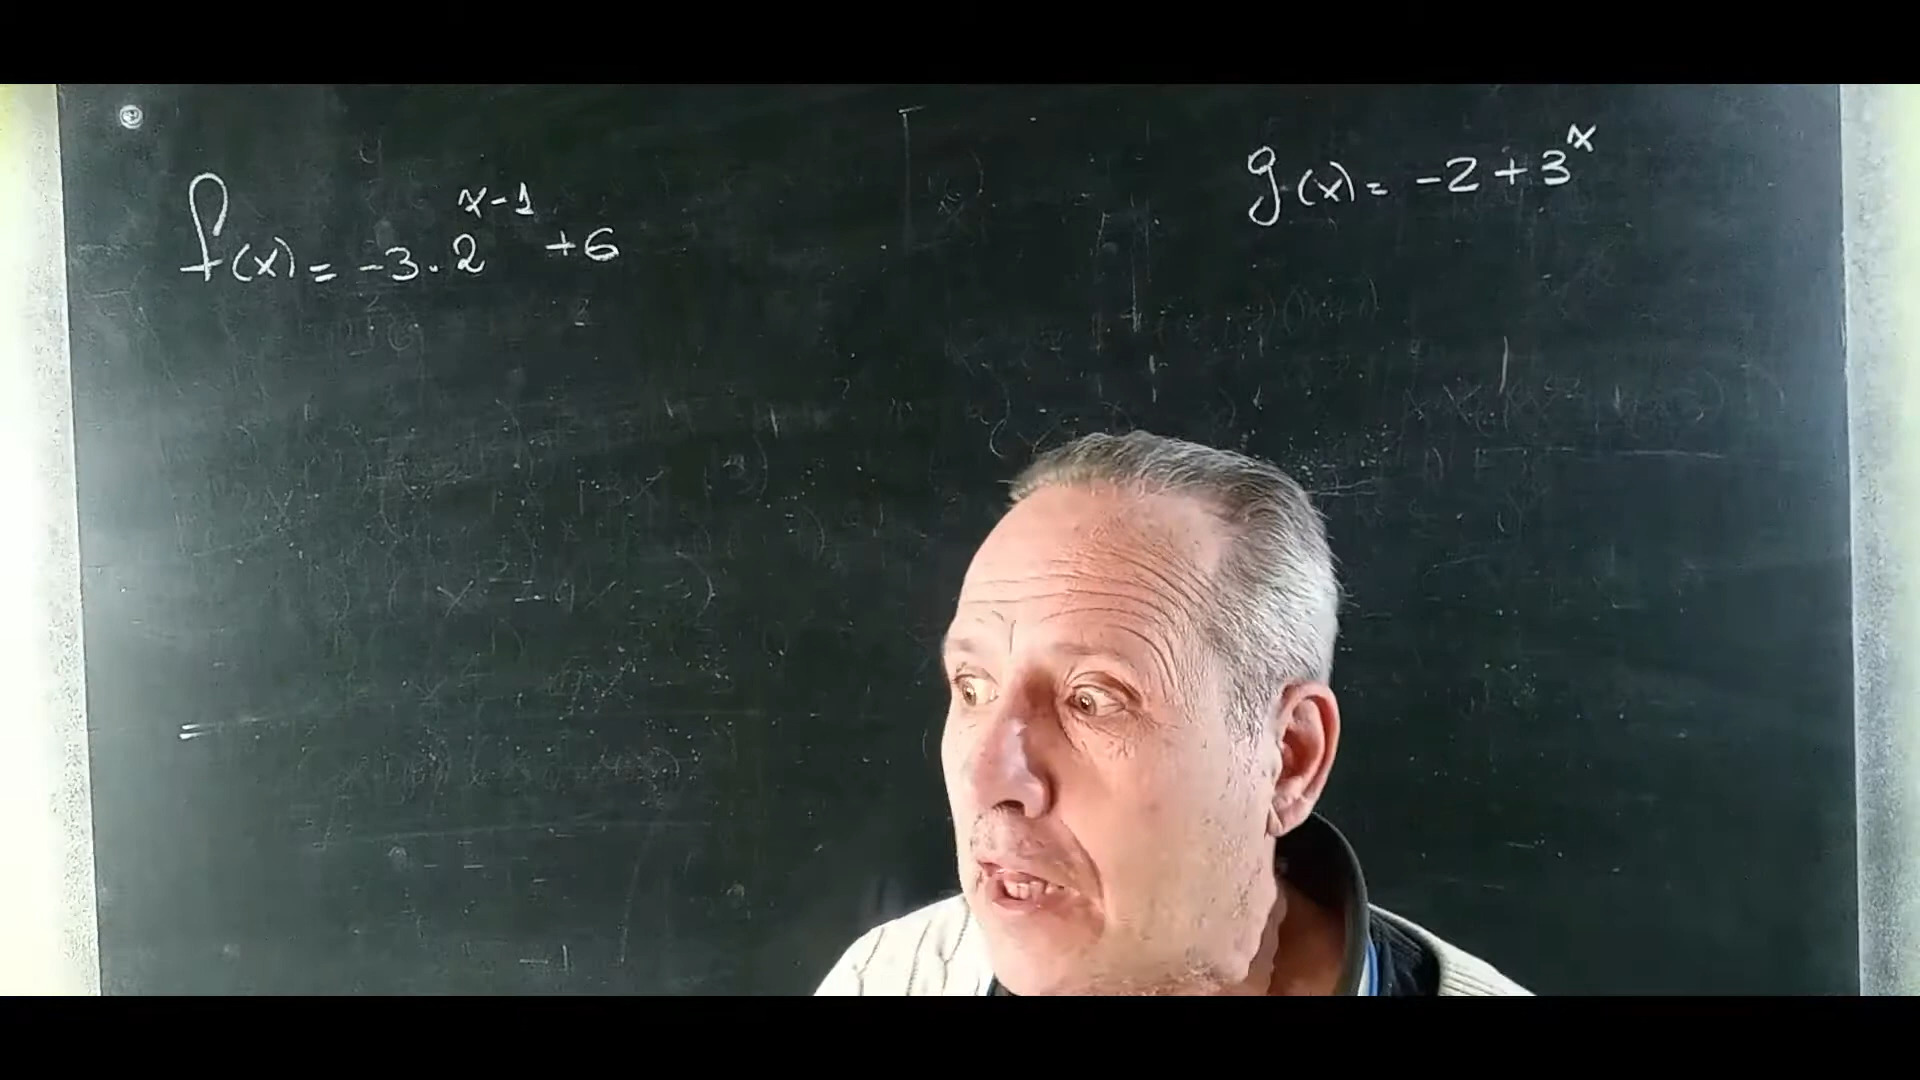 f(x) = -3·2^(x-1) +6
g(x) = -2+3^x